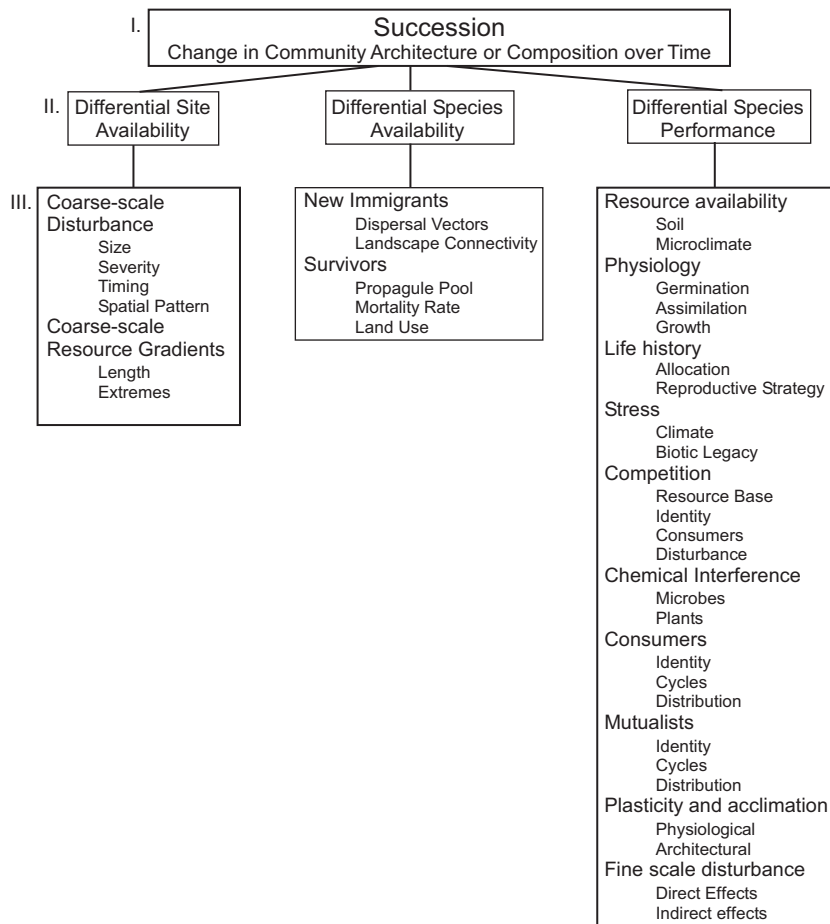 I.
Succession
Change in Community Architecture or Composition over Time
II.
Differential Site
Availability
Differential Species
Availability
Differential Species
Performance
III.
Coarse-scale
Disturbance
Size
Severity
Timing
Spatial Pattern
Coarse-scale
Resource Gradients
Length
Extremes
New Immigrants
Dispersal Vectors
Landscape Connectivity
Survivors
Propagule Pool
Mortality Rate
Land Use
Resource availability
Soil
Microclimate
Physiology
Germination
Assimilation
Growth
Life history
Allocation
Reproductive Strategy
Stress
Climate
Biotic Legacy
Competition
Resource Base
Identity
Consumers
Disturbance
Chemical Interference
Microbes
Plants
Consumers
Identity
Cycles
Distribution
Mutualists
Identity
Cycles
Distribution
Plasticity and acclimation
Physiological
Architectural
Fine scale disturbance
Direct Effects
Indirect effects